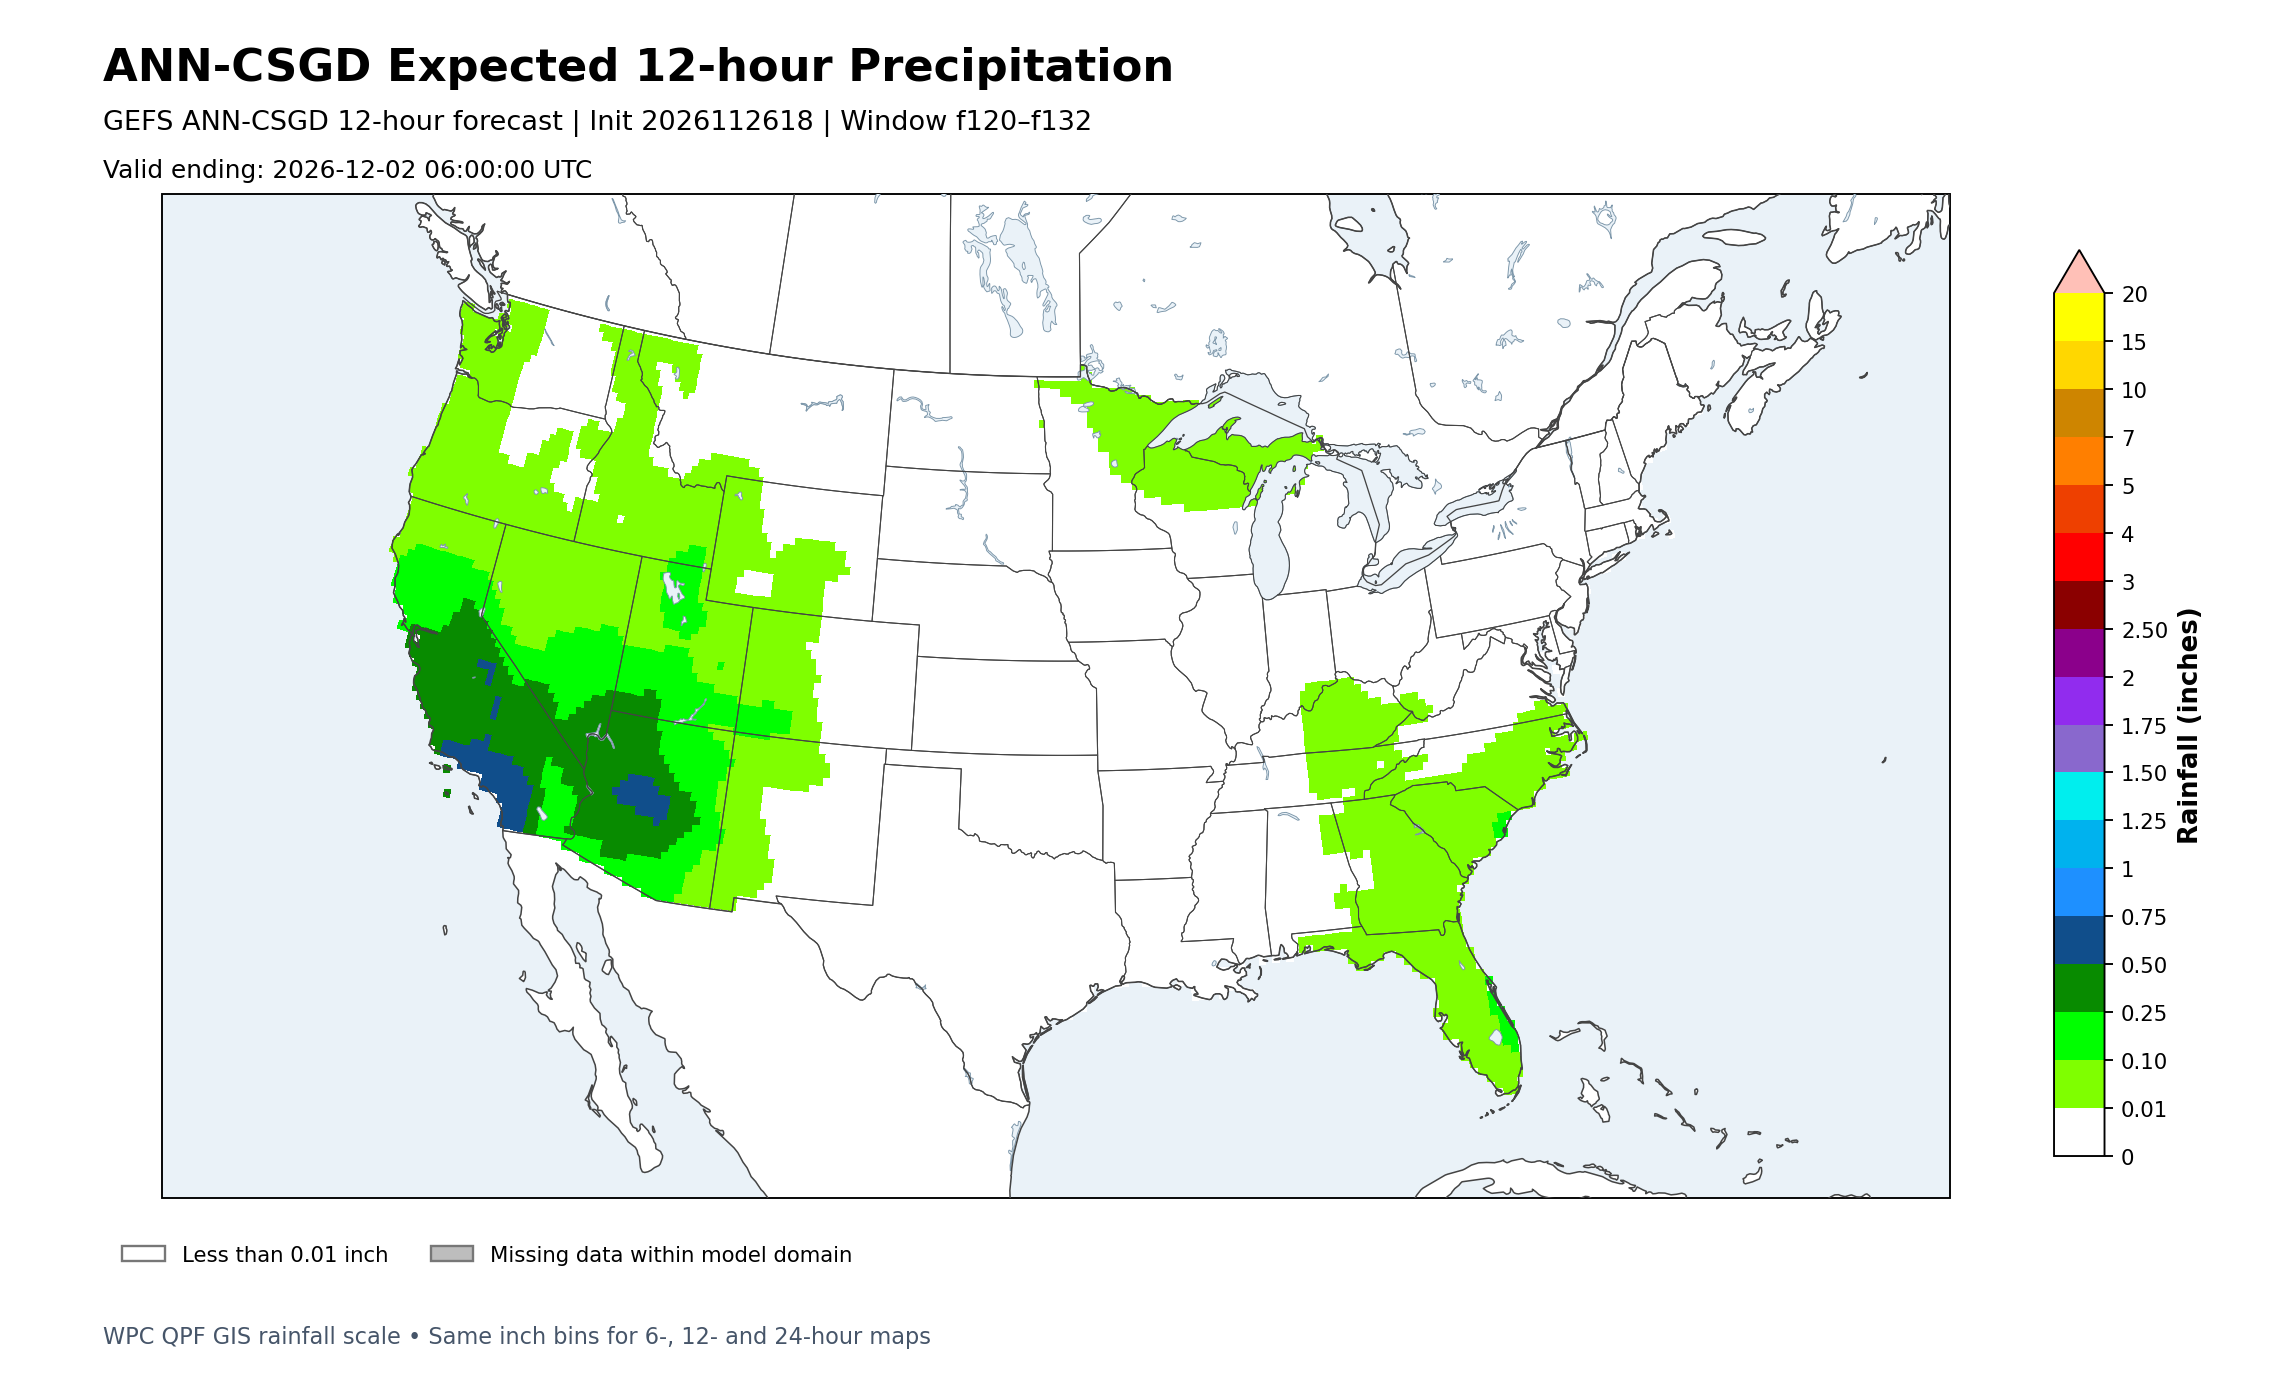 ANN-CSGD Expected 12-hour Precipitation
GEFS ANN-CSGD 12-hour forecast | Init 2026112618 | Window f120–f132
Valid ending: 2026-12-02 06:00:00 UTC
20
15
10
7
5
4
3
2.50
2
1.75
1.50
1.25
1
0.75
0.50
0.25
0.10
0.01
0
Rainfall (inches)
Less than 0.01 inch
Missing data within model domain
WPC QPF GIS rainfall scale • Same inch bins for 6-, 12- and 24-hour maps